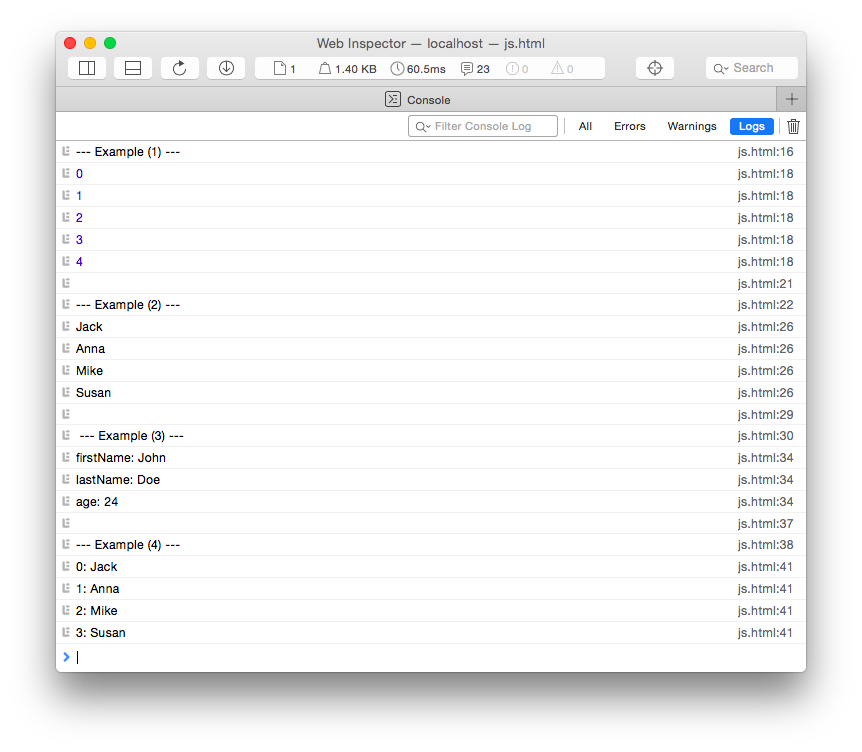 Web Inspector — localhost — js.html
1 1.40 KB 60.5ms 23 0 0 Search
Console
Filter Console Log All Errors Warnings Logs
--- Example (1) --- js.html:16
0 js.html:18
1 js.html:18
2 js.html:18
3 js.html:18
4 js.html:18
js.html:21
--- Example (2) --- js.html:22
Jack js.html:26
Anna js.html:26
Mike js.html:26
Susan js.html:26
js.html:29
--- Example (3) --- js.html:30
firstName: John js.html:34
lastName: Doe js.html:34
age: 24 js.html:34
js.html:37
--- Example (4) --- js.html:38
0: Jack js.html:41
1: Anna js.html:41
2: Mike js.html:41
3: Susan js.html:41